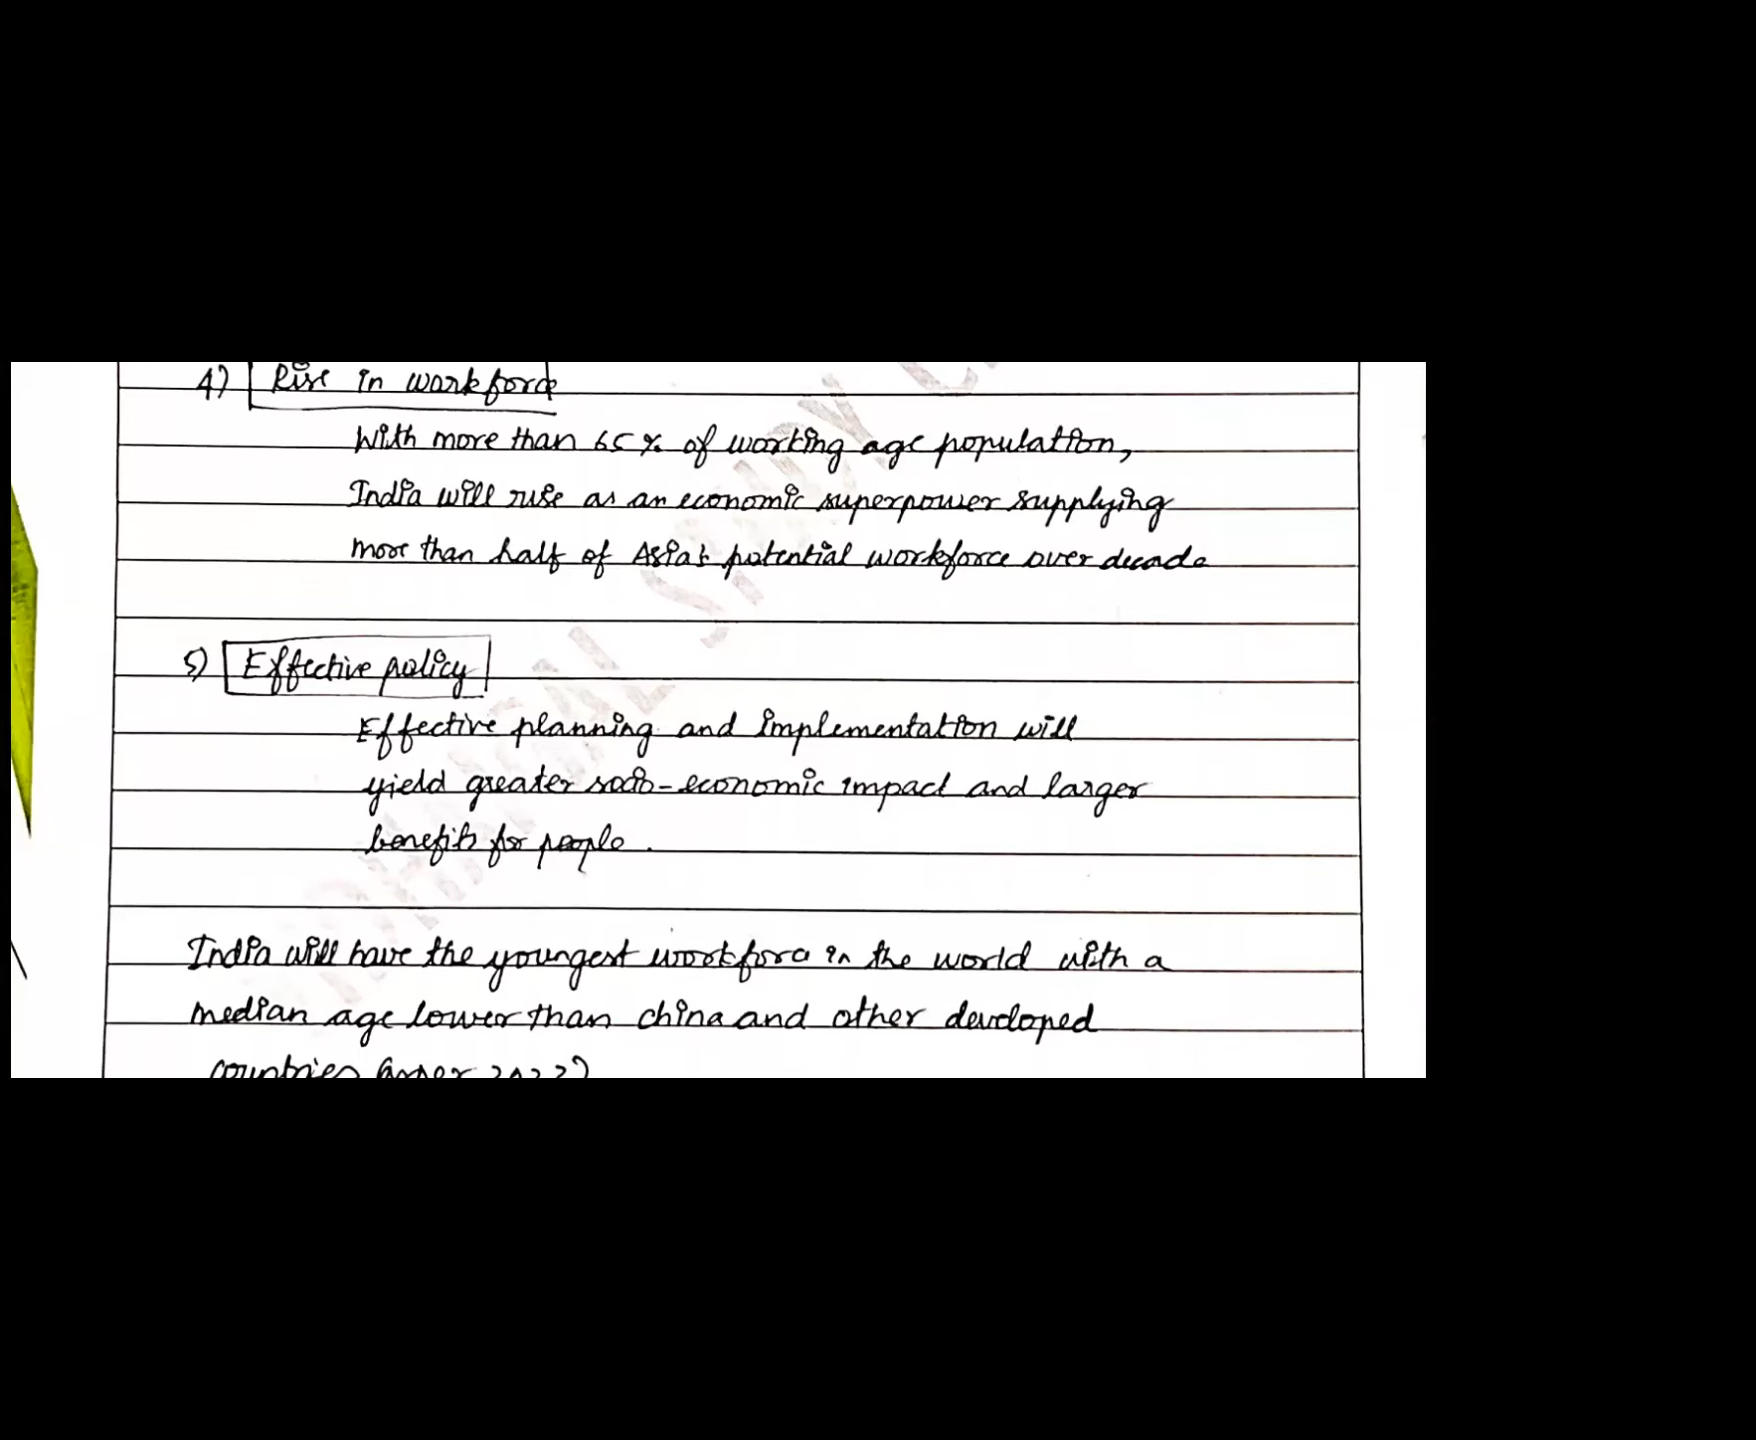 4) Rise in workforce
With more than 65% of working age population,
India will rise as an economic superpower supplying
more than half of Asia's potential workforce over decade
5) Effective policy
Effective planning and implementation will
yield greater socio-economic impact and larger
benefits for people.
India will have the youngest workforce in the world with a
median age lower than china and other developed
countries